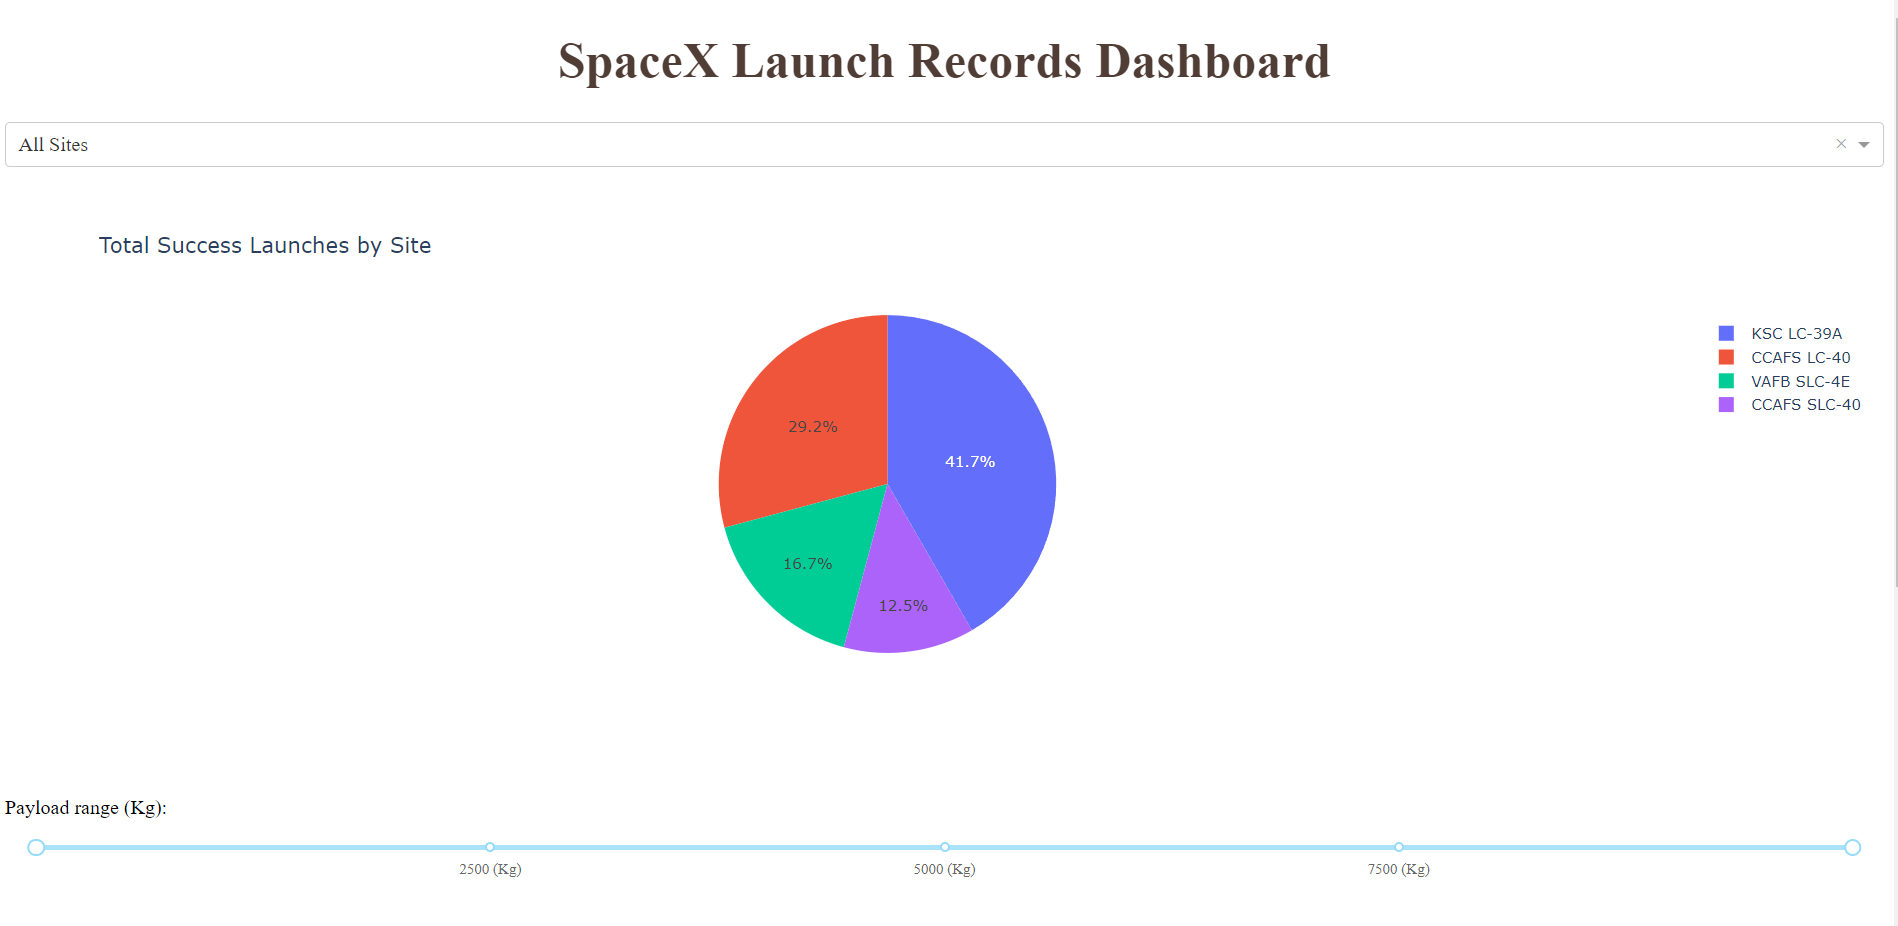 SpaceX Launch Records Dashboard
All Sites
×
Total Success Launches by Site
KSC LC-39A
CCAFS LC-40
VAFB SLC-4E
CCAFS SLC-40
29.2%
41.7%
16.7%
12.5%
Payload range (Kg):
2500 (Kg) 5000 (Kg) 7500 (Kg)